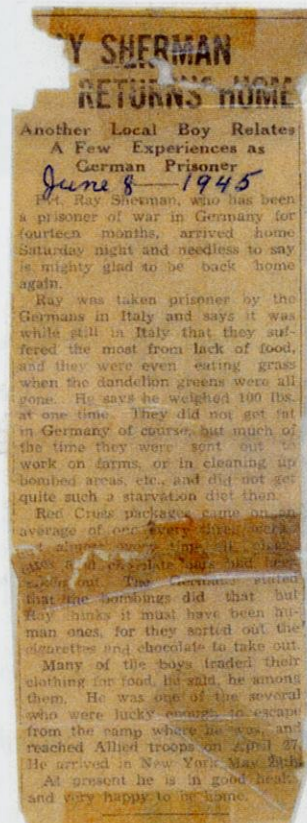 Y SHERMAN
RETURNS HOME
Another Local Boy Relates
A Few Experiences as
German Prisoner
June 8 — 1945
Pvt. Ray Sherman, who has been
a prisoner of war in Germany for
fourteen months, arrived home
Saturday night and needless to say
is mighty glad to be back home
again.
Ray was taken prisoner by the
Germans in Italy and says it was
while still in Italy that they suf-
fered the most from lack of food,
and they were even eating grass
when the dandelion greens were all
gone. He says he weighed 100 lbs.
at one time. They did not get fat
in Germany of course, but much of
the time they were sent out to
work on farms, or in cleaning up
bombed areas, etc., and did not get
quite such a starvation diet then.
Red Cross packages came on an
average of one every three weeks
and chocolate had been
taken out. The Germans stated
that the bombings did that but
Ray thinks it must have been hu-
man ones, for they sorted out the
cigarettes and chocolate to take out.
Many of the boys traded their
clothing for food, he said, he among
them. He was one of the several
who were lucky enough to escape
from the camp where he was, and
reached Allied troops on April 27.
He arrived in New York May 29th.
At present he is in good health
and very happy to be home.